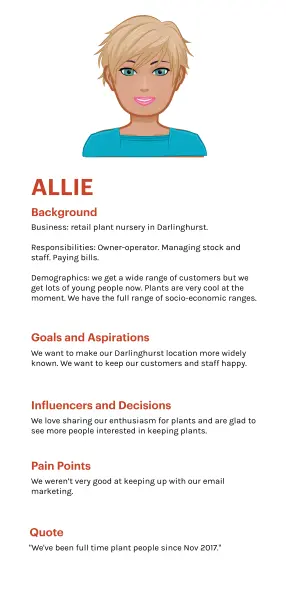 ALLIE
Background
Business: retail plant nursery in Darlinghurst.
Responsibilities: Owner-operator. Managing stock and
staff. Paying bills.
Demographics: we get a wide range of customers but we
get lots of young people now. Plants are very cool at the
moment. We have the full range of socio-economic ranges.
Goals and Aspirations
We want to make our Darlinghurst location more widely
known. We want to keep our customers and staff happy.
Influencers and Decisions
We love sharing our enthusiasm for plants and are glad to
see more people interested in keeping plants.
Pain Points
We weren't very good at keeping up with our email
marketing.
Quote
"We've been full time plant people since Nov 2017."